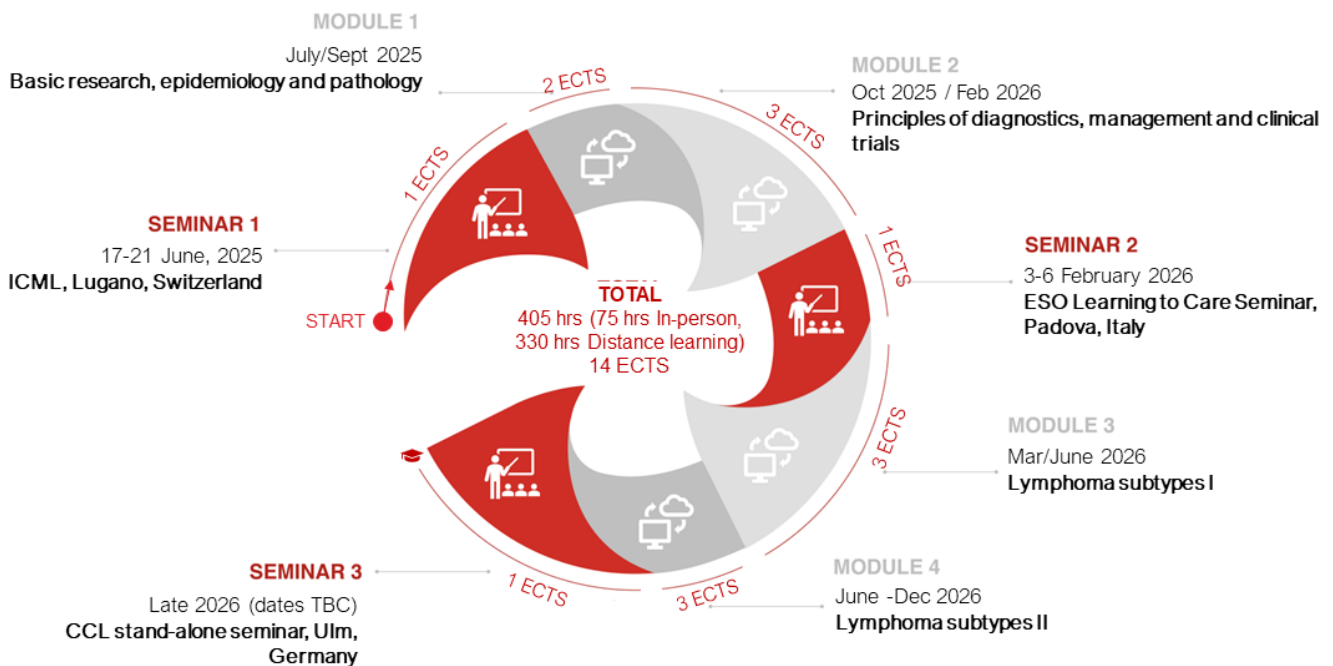 MODULE 1
July/Sept 2025
Basic research, epidemiology and pathology
2 ECTS
MODULE 2
Oct 2025 / Feb 2026
Principles of diagnostics, management and clinical
trials
3 ECTS
1 ECTS
SEMINAR 1
17-21 June, 2025
ICML, Lugano, Switzerland
START
1 ECTS
SEMINAR 2
3-6 February 2026
ESO Learning to Care Seminar,
Padova, Italy
TOTAL
405 hrs (75 hrs In-person,
330 hrs Distance learning)
14 ECTS
3 ECTS
MODULE 3
Mar/June 2026
Lymphoma subtypes I
SEMINAR 3
Late 2026 (dates TBC)
CCL stand-alone seminar, Ulm,
Germany
1 ECTS
3 ECTS
MODULE 4
June -Dec 2026
Lymphoma subtypes II